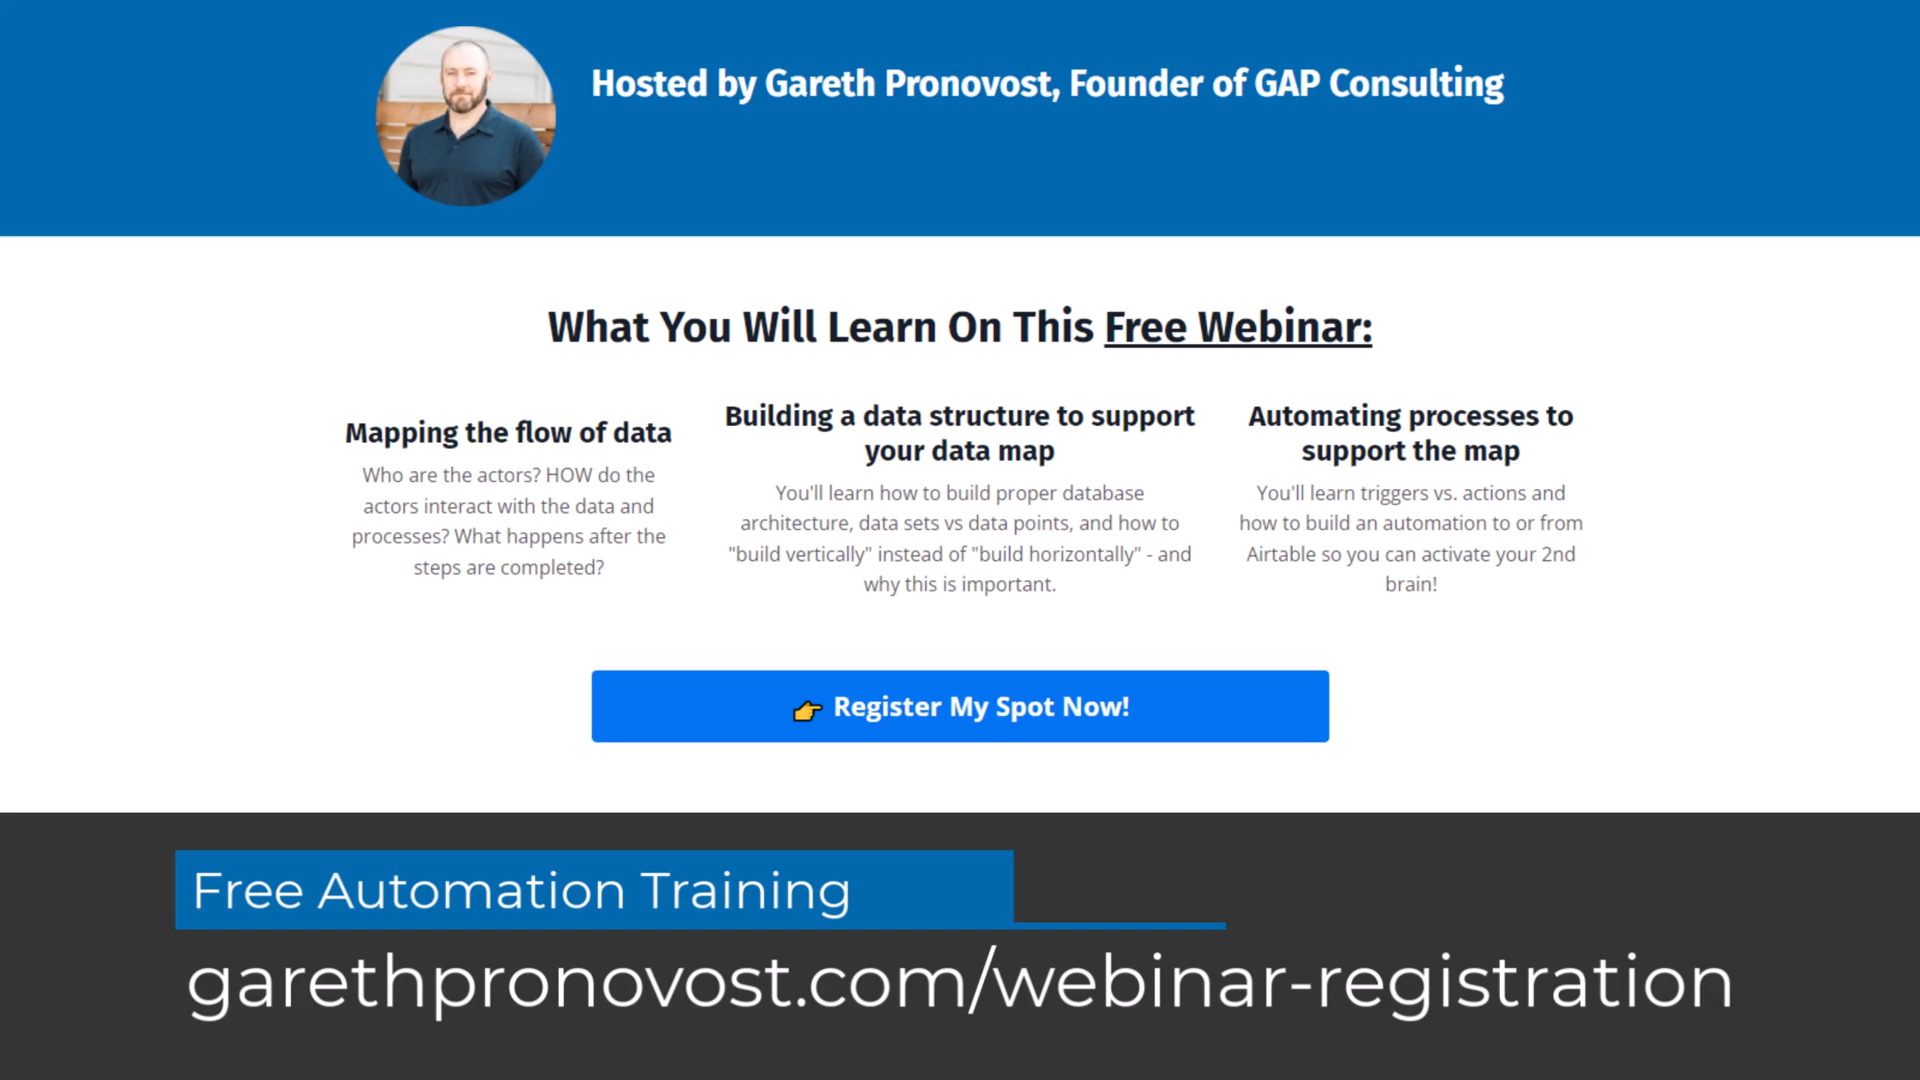 Hosted by Gareth Pronovost, Founder of GAP Consulting
What You Will Learn On This Free Webinar:
Mapping the flow of data
Who are the actors? HOW do the
actors interact with the data and
processes? What happens after the
steps are completed?
Building a data structure to support
your data map
You'll learn how to build proper database
architecture, data sets vs data points, and how to
"build vertically" instead of "build horizontally" - and
why this is important.
Automating processes to
support the map
You'll learn triggers vs. actions and
how to build an automation to or from
Airtable so you can activate your 2nd
brain!
👉 Register My Spot Now!
Free Automation Training
garethpronovost.com/webinar-registration